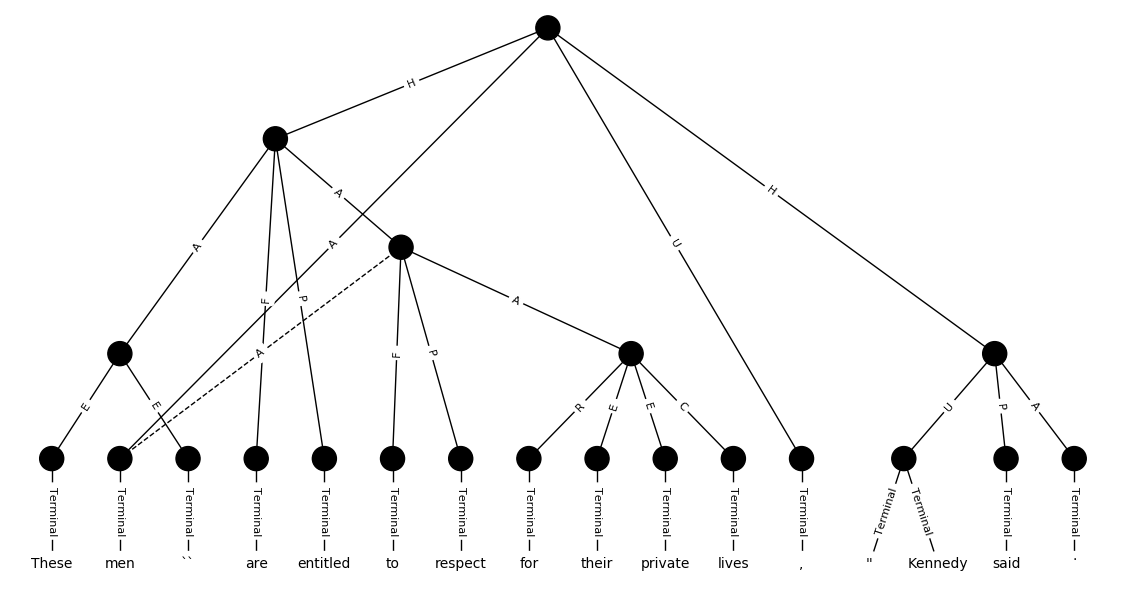 H
H
A
A
A
U
F
P
A
A
F
P
E
E
R
E
E
C
U
P
A
Terminal Terminal Terminal Terminal Terminal Terminal Terminal Terminal Terminal Terminal Terminal Terminal Terminal Terminal Terminal Terminal
These men `` are entitled to respect for their private lives , " Kennedy said .